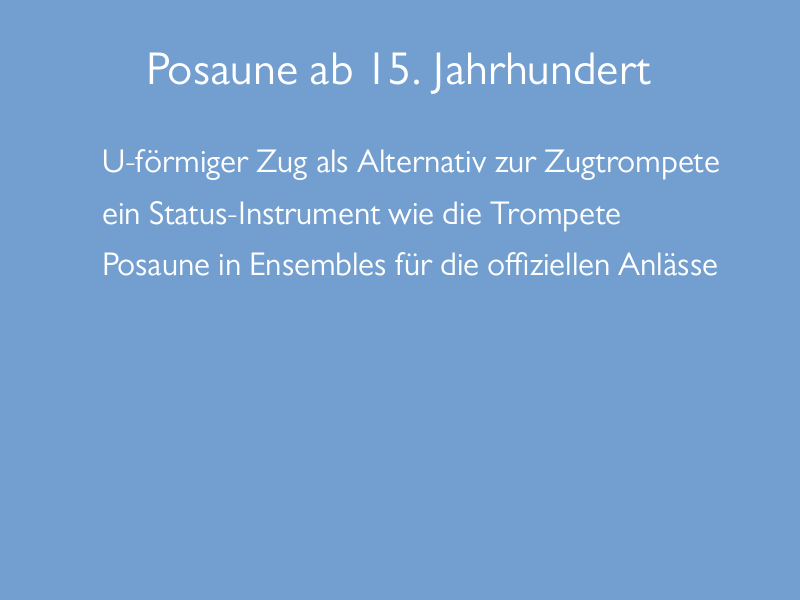 Posaune ab 15. Jahrhundert
U-förmiger Zug als Alternativ zur Zugtrompete
ein Status-Instrument wie die Trompete
Posaune in Ensembles für die offiziellen Anlässe